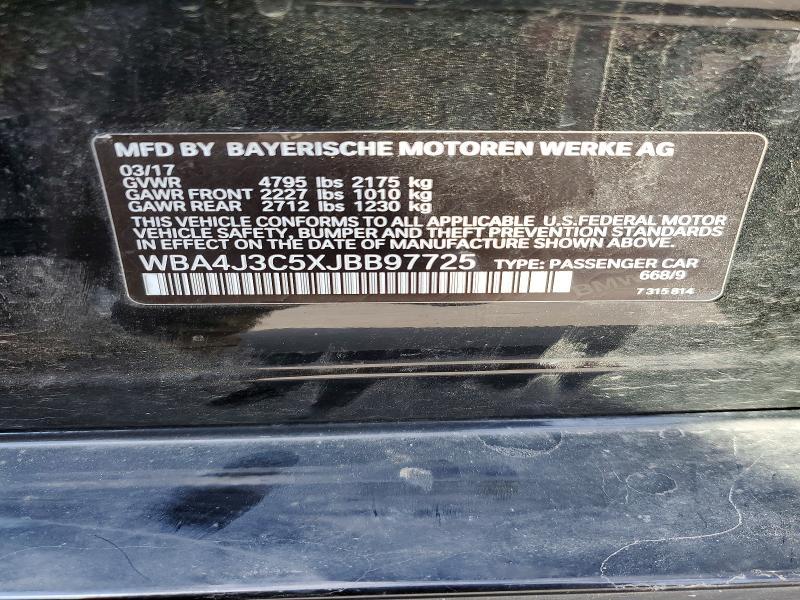 MFD BY BAYERISCHE MOTOREN WERKE AG
03/17
GVWR 4795 lbs 2175 kg
GAWR FRONT 2227 lbs 1010 kg
GAWR REAR 2712 lbs 1230 kg
THIS VEHICLE CONFORMS TO ALL APPLICABLE U.S.FEDERAL MOTOR
VEHICLE SAFETY, BUMPER AND THEFT PREVENTION STANDARDS
IN EFFECT ON THE DATE OF MANUFACTURE SHOWN ABOVE.
WBA4J3C5XJBB97725 TYPE: PASSENGER CAR
668/9
BMW
7 315 814